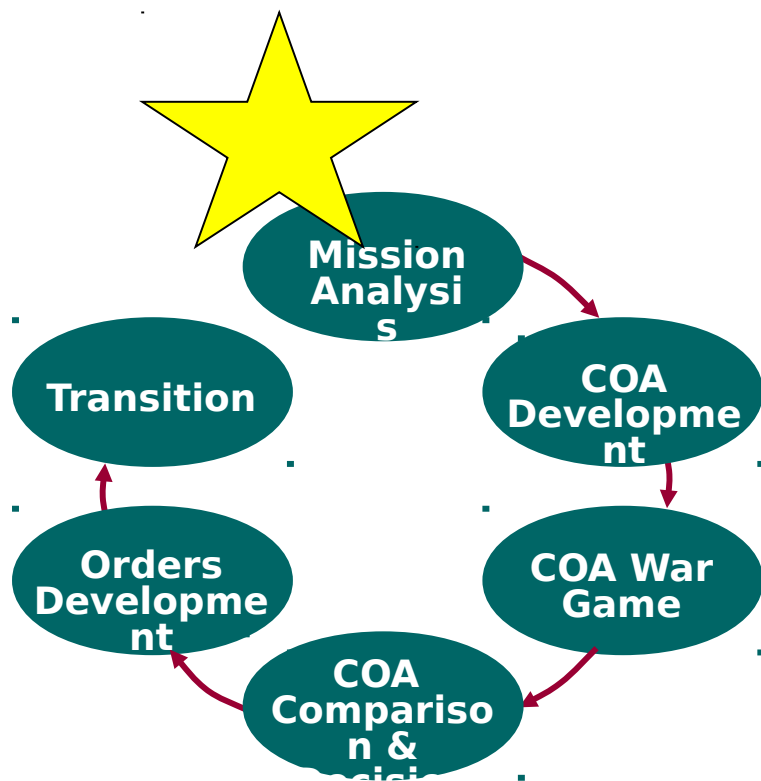 Mission
Analysi
s
COA
Developme
nt
COA War
Game
COA
Compariso
n &
Orders
Developme
nt
Transition